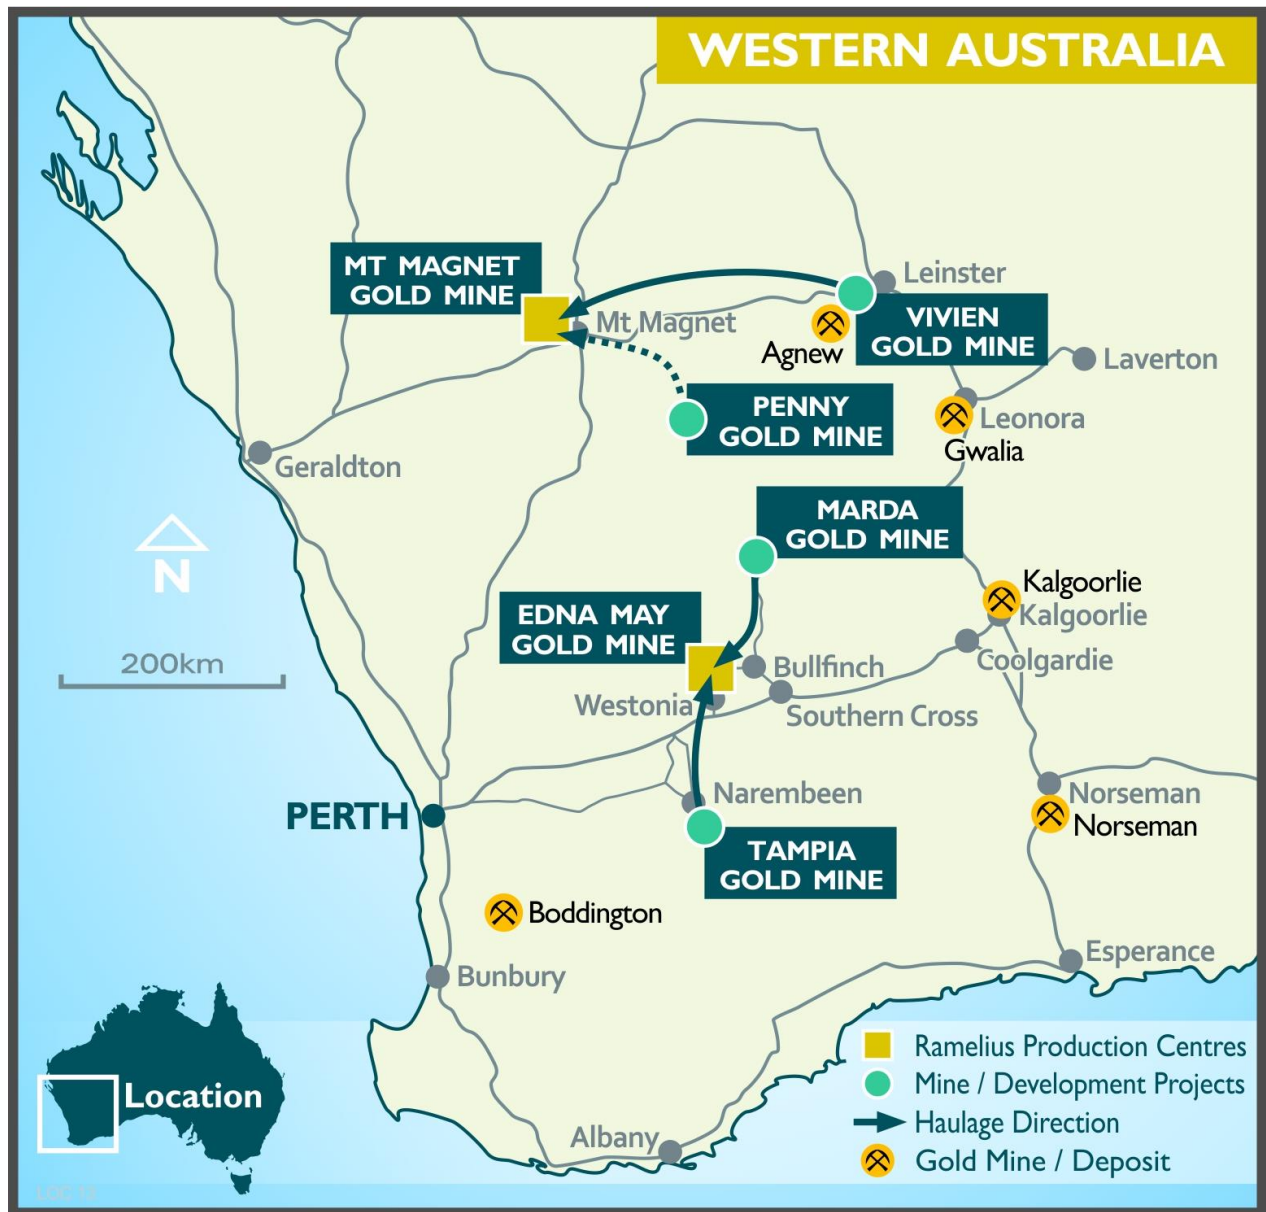 WESTERN AUSTRALIA
MT MAGNET
GOLD MINE
Leinster
Mt Magnet
VIVIEN
GOLD MINE
Agnew
Laverton
PENNY
GOLD MINE
Leonora
Gwalia
Geraldton
MARDA
GOLD MINE
N
Kalgoorlie
Kalgoorlie
EDNA MAY
GOLD MINE
200km
Coolgardie
Bullfinch
Westonia
Southern Cross
Narembeen
Norseman
Norseman
PERTH
TAMPIA
GOLD MINE
Boddington
Esperance
Bunbury
Ramelius Production Centres
Mine / Development Projects
Location
Haulage Direction
Albany
Gold Mine / Deposit